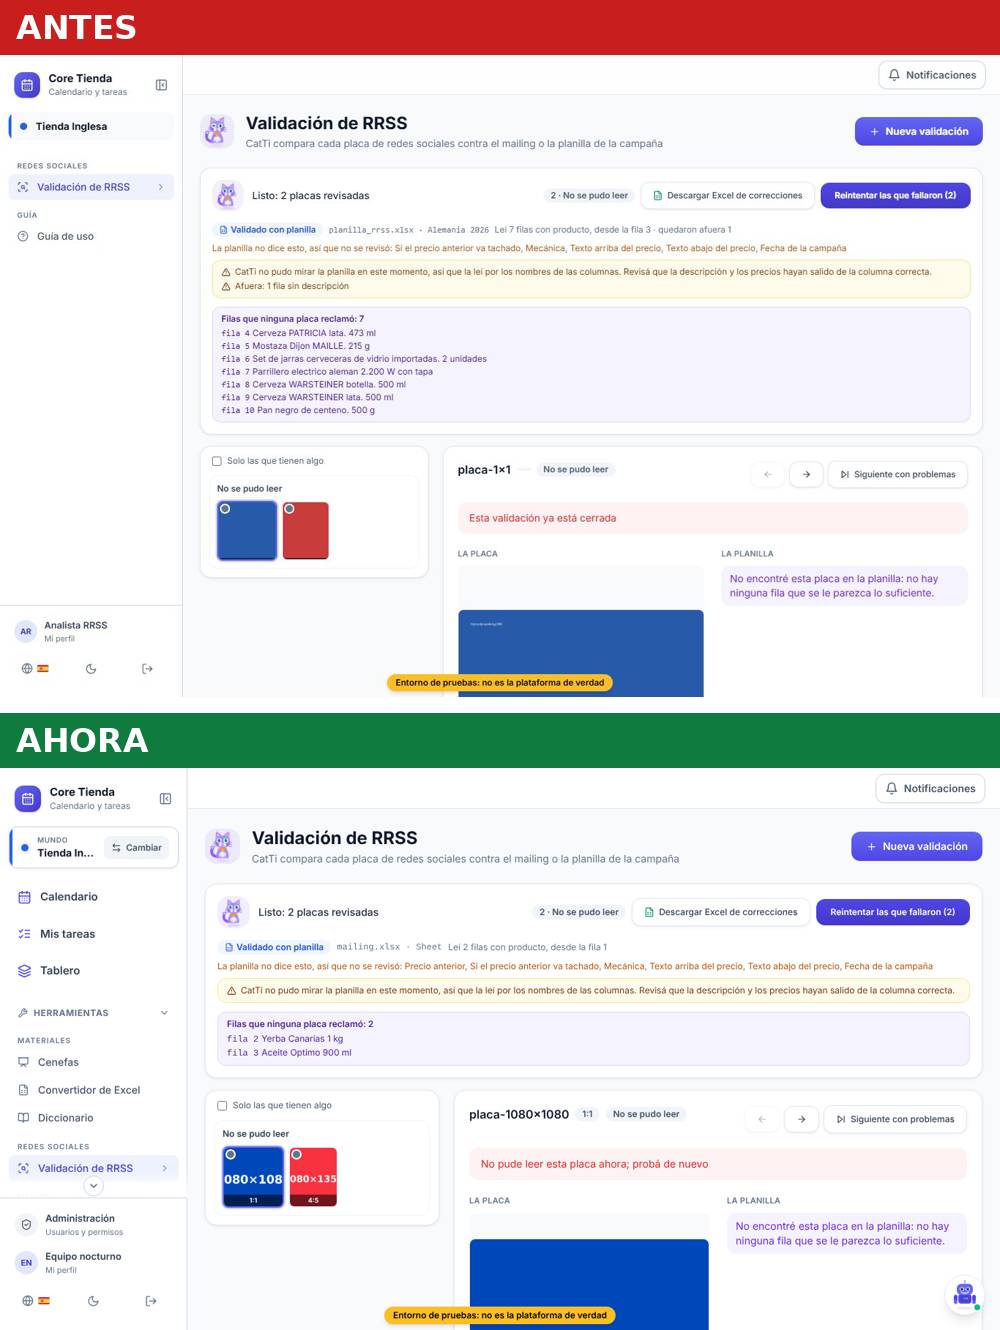 ANTES
Core Tienda
Calendario y tareas
Notificaciones
Tienda Inglesa
REDES SOCIALES
Validación de RRSS
GUÍA
Guía de uso
Validación de RRSS
CatTi compara cada placa de redes sociales contra el mailing o la planilla de la campaña
+ Nueva validación
Listo: 2 placas revisadas
2 · No se pudo leer
Descargar Excel de correcciones
Reintentar las que fallaron (2)
Validado con planilla planilla_rrss.xlsx · Alemania 2026 Leí 7 filas con producto, desde la fila 3 · quedaron afuera 1
La planilla no dice esto, así que no se revisó: Si el precio anterior va tachado, Mecánica, Texto arriba del precio, Texto abajo del precio, Fecha de la campaña
CatTi no pudo mirar la planilla en este momento, así que la leí por los nombres de las columnas. Revisá que la descripción y los precios hayan salido de la columna correcta.
Afuera: 1 fila sin descripción
Filas que ninguna placa reclamó: 7
fila 4 Cerveza PATRICIA lata. 473 ml
fila 5 Mostaza Dijon MAILLE. 215 g
fila 6 Set de jarras cerveceras de vidrio importadas. 2 unidades
fila 7 Parrillero electrico aleman 2.200 W con tapa
fila 8 Cerveza WARSTEINER botella. 500 ml
fila 9 Cerveza WARSTEINER lata. 500 ml
fila 10 Pan negro de centeno. 500 g
Solo las que tienen algo
No se pudo leer
placa-1×1
No se pudo leer
Siguiente con problemas
Esta validación ya está cerrada
LA PLACA
LA PLANILLA
No encontré esta placa en la planilla: no hay
ninguna fila que se le parezca lo suficiente.
AR
Analista RRSS
Mi perfil
Entorno de pruebas: no es la plataforma de verdad
AHORA
Core Tienda
Calendario y tareas
Notificaciones
MUNDO
Tienda In...
Cambiar
Calendario
Mis tareas
Tablero
HERRAMIENTAS
MATERIALES
Cenefas
Convertidor de Excel
Diccionario
REDES SOCIALES
Validación de RRSS
Administración
Usuarios y permisos
EN
Equipo nocturno
Mi perfil
Validación de RRSS
CatTi compara cada placa de redes sociales contra el mailing o la planilla de la campaña
+ Nueva validación
Listo: 2 placas revisadas
2 · No se pudo leer
Descargar Excel de correcciones
Reintentar las que fallaron (2)
Validado con planilla mailing.xlsx · Sheet Leí 2 filas con producto, desde la fila 1
La planilla no dice esto, así que no se revisó: Precio anterior, Si el precio anterior va tachado, Mecánica, Texto arriba del precio, Texto abajo del precio, Fecha de la campaña
CatTi no pudo mirar la planilla en este momento, así que la leí por los nombres de las columnas. Revisá que la descripción y los precios hayan salido de la columna correcta.
Filas que ninguna placa reclamó: 2
fila 2 Yerba Canarias 1 kg
fila 3 Aceite Optimo 900 ml
Solo las que tienen algo
No se pudo leer
080×108
1:1
080×135
4:5
placa-1080×1080
1:1
No se pudo leer
Siguiente con problemas
No pude leer esta placa ahora; probá de nuevo
LA PLACA
LA PLANILLA
No encontré esta placa en la planilla: no hay
ninguna fila que se le parezca lo suficiente.
Entorno de pruebas: no es la plataforma de verdad